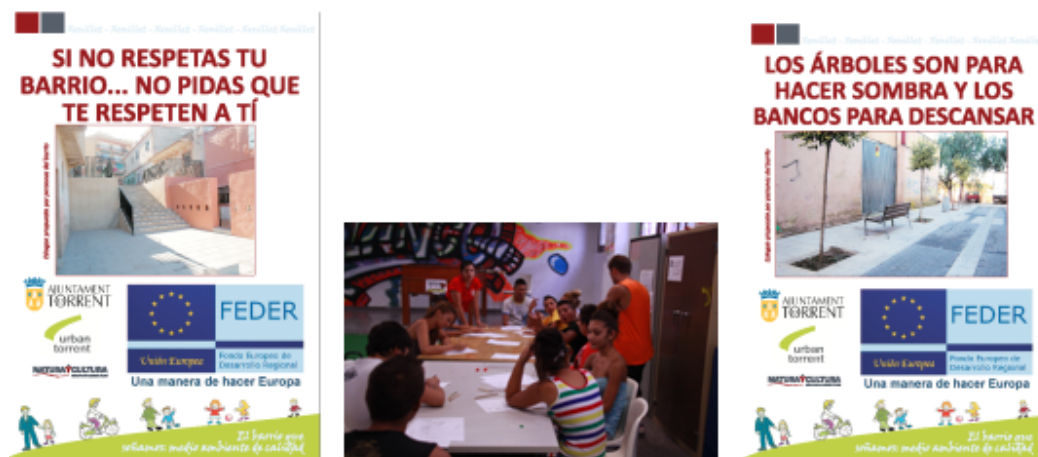 SI NO RESPETAS TU
BARRIO... NO PIDAS QUE
TE RESPETEN A TÍ
AJUNTAMENT
TORRENT
urban
torrent
NATURAYCULTURA
FEDER
Unión Europea
Fondo Europeo de
Desarrollo Regional
Una manera de hacer Europa
El barrio que
soñamos: medio ambiente de calidad
LOS ÁRBOLES SON PARA
HACER SOMBRA Y LOS
BANCOS PARA DESCANSAR
AJUNTAMENT
TORRENT
urban
torrent
NATURAYCULTURA
FEDER
Unión Europea
Fondo Europeo de
Desarrollo Regional
Una manera de hacer Europa
El barrio que
soñamos: medio ambiente de calidad